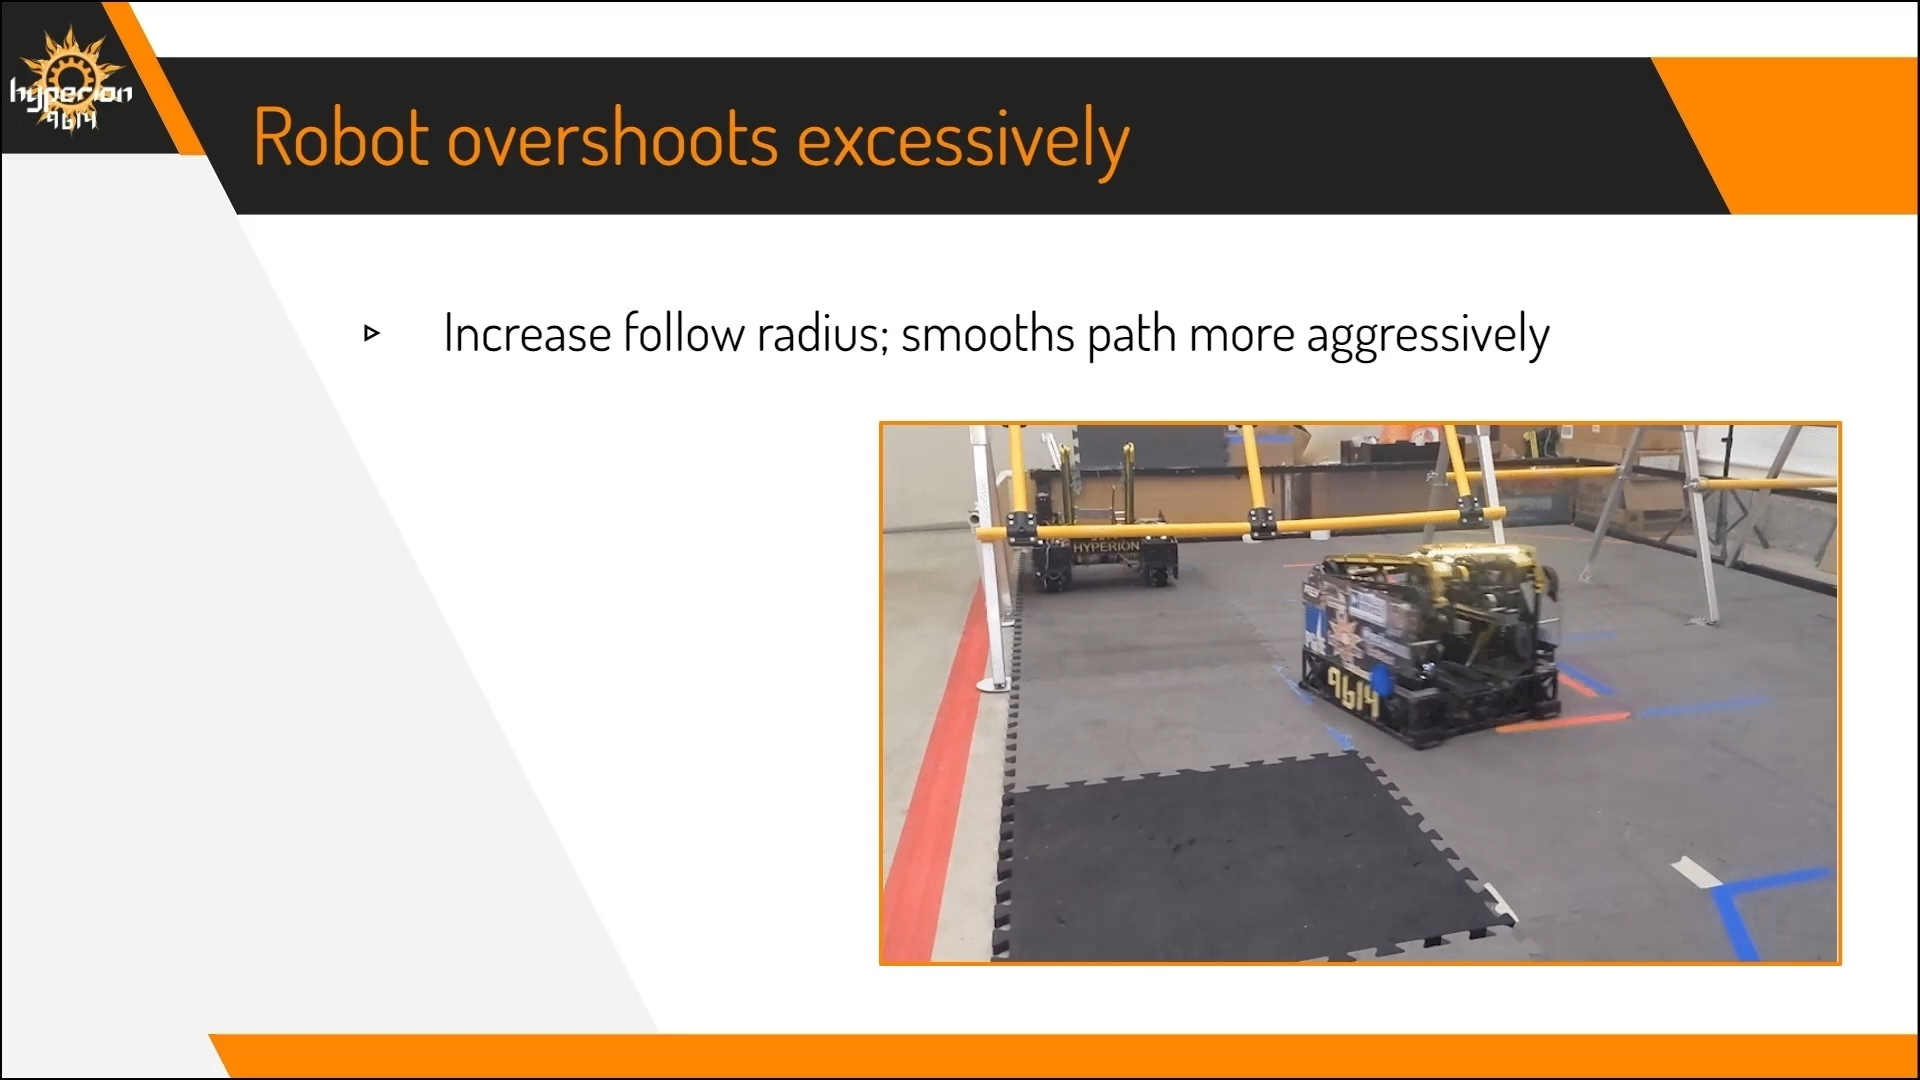 hyperion
9614
Robot overshoots excessively
Increase follow radius; smooths path more aggressively
HYPERION
9614